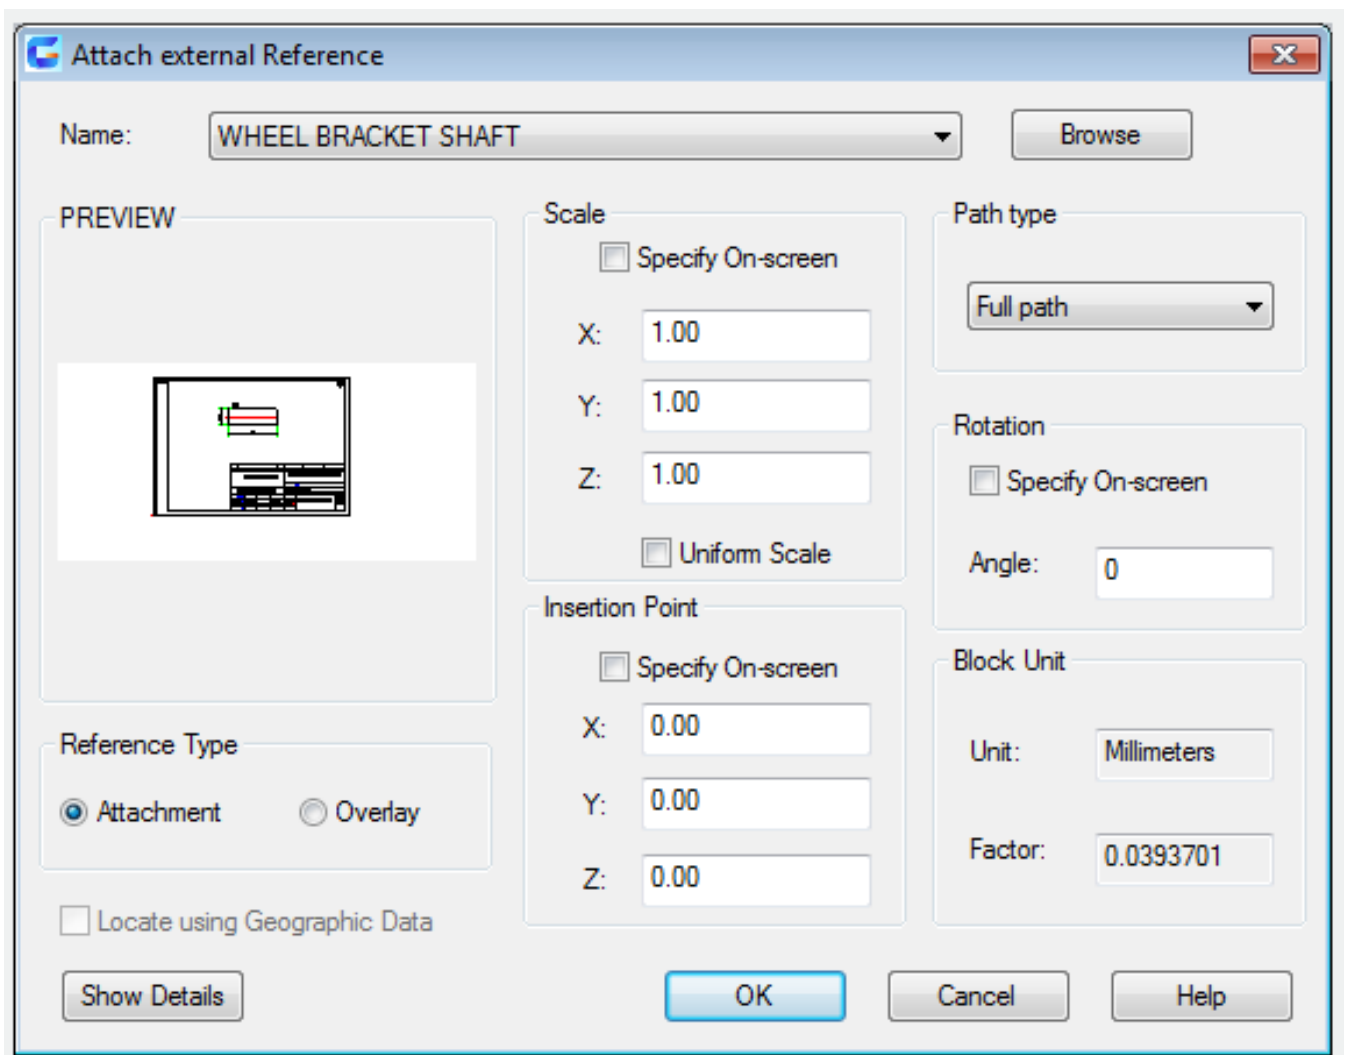 Attach external Reference
Name: WHEEL BRACKET SHAFT Browse
PREVIEW
Scale
Specify On-screen
X: 1.00
Y: 1.00
Z: 1.00
Uniform Scale
Path type
Full path
Rotation
Specify On-screen
Angle: 0
Insertion Point
Specify On-screen
X: 0.00
Y: 0.00
Z: 0.00
Block Unit
Unit: Millimeters
Factor: 0.0393701
Reference Type
Attachment Overlay
Locate using Geographic Data
Show Details OK Cancel Help